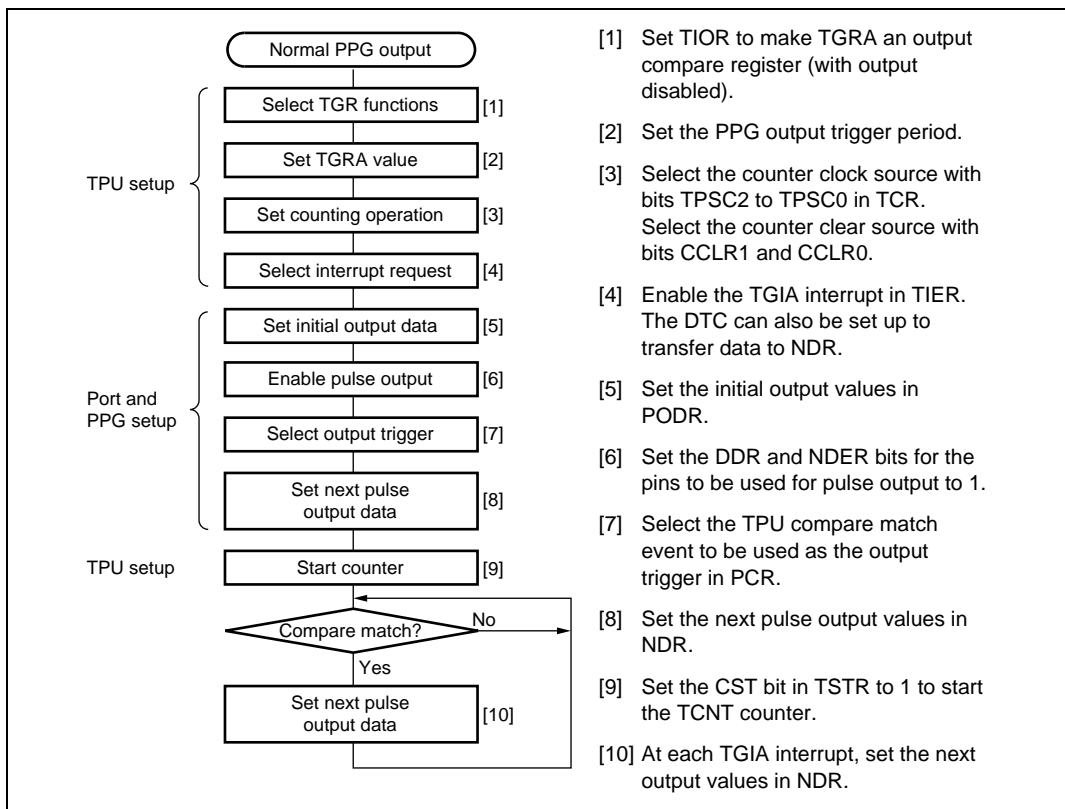 Normal PPG output
Select TGR functions [1]
Set TGRA value [2]
TPU setup
Set counting operation [3]
Select interrupt request [4]
Set initial output data [5]
Enable pulse output [6]
Port and
PPG setup
Select output trigger [7]
Set next pulse
output data
[8]
TPU setup
Start counter [9]
Compare match?
No
Yes
Set next pulse
output data
[10]
[1] Set TIOR to make TGRA an output
compare register (with output
disabled).
[2] Set the PPG output trigger period.
[3] Select the counter clock source with
bits TPSC2 to TPSC0 in TCR.
Select the counter clear source with
bits CCLR1 and CCLR0.
[4] Enable the TGIA interrupt in TIER.
The DTC can also be set up to
transfer data to NDR.
[5] Set the initial output values in
PODR.
[6] Set the DDR and NDER bits for the
pins to be used for pulse output to 1.
[7] Select the TPU compare match
event to be used as the output
trigger in PCR.
[8] Set the next pulse output values in
NDR.
[9] Set the CST bit in TSTR to 1 to start
the TCNT counter.
[10] At each TGIA interrupt, set the next
output values in NDR.